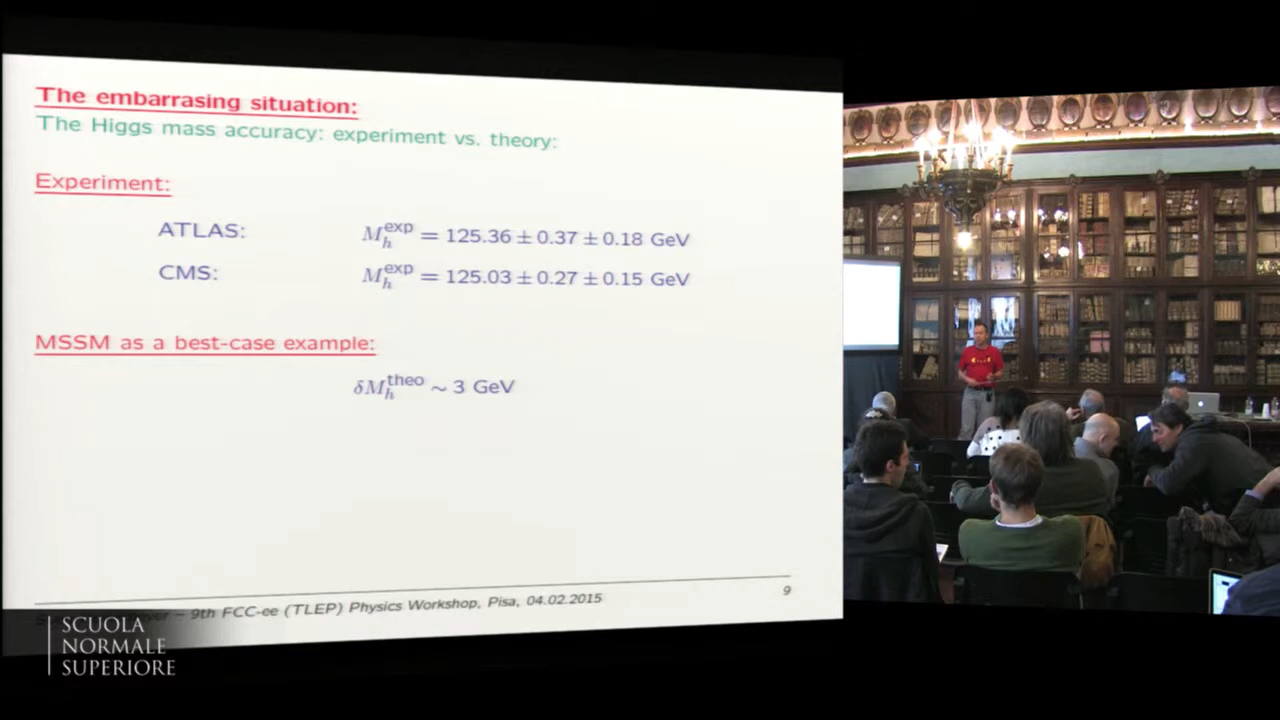 The embarrasing situation:
The Higgs mass accuracy: experiment vs. theory:
Experiment:
ATLAS: M_h^exp = 125.36 ± 0.37 ± 0.18 GeV
CMS: M_h^exp = 125.03 ± 0.27 ± 0.15 GeV
MSSM as a best-case example:
δM_h^theo ∼ 3 GeV
– 9th FCC-ee (TLEP) Physics Workshop, Pisa, 04.02.2015 9
SCUOLA
NORMALE
SUPERIORE